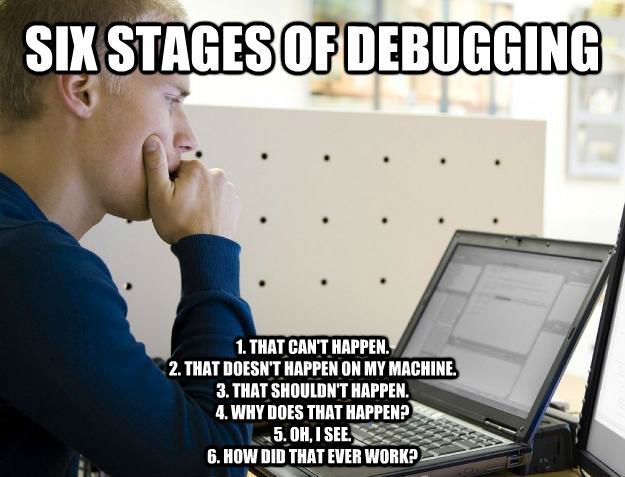 SIX STAGES OF DEBUGGING
1. THAT CAN'T HAPPEN.
2. THAT DOESN'T HAPPEN ON MY MACHINE.
3. THAT SHOULDN'T HAPPEN.
4. WHY DOES THAT HAPPEN?
5. OH, I SEE.
6. HOW DID THAT EVER WORK?